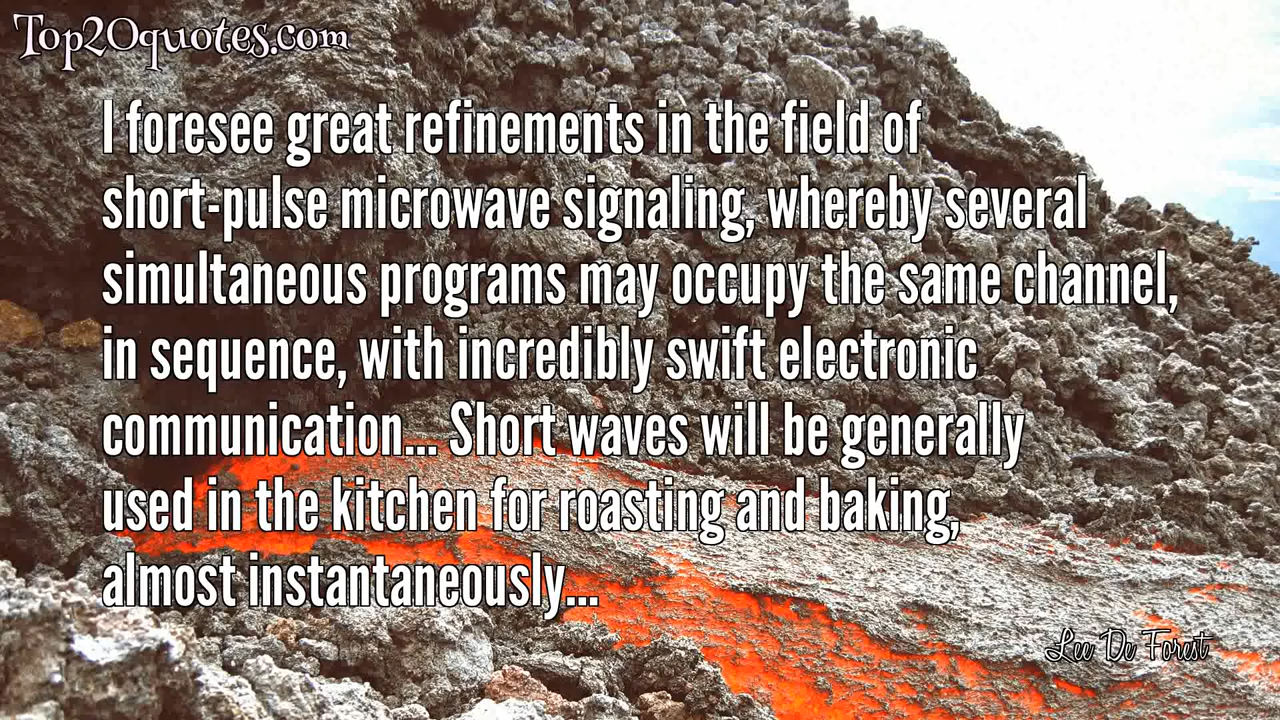 Top20quotes.com
I foresee great refinements in the field of
short-pulse microwave signaling, whereby several
simultaneous programs may occupy the same channel,
in sequence, with incredibly swift electronic
communication... Short waves will be generally
used in the kitchen for roasting and baking,
almost instantaneously...
Lee De Forest